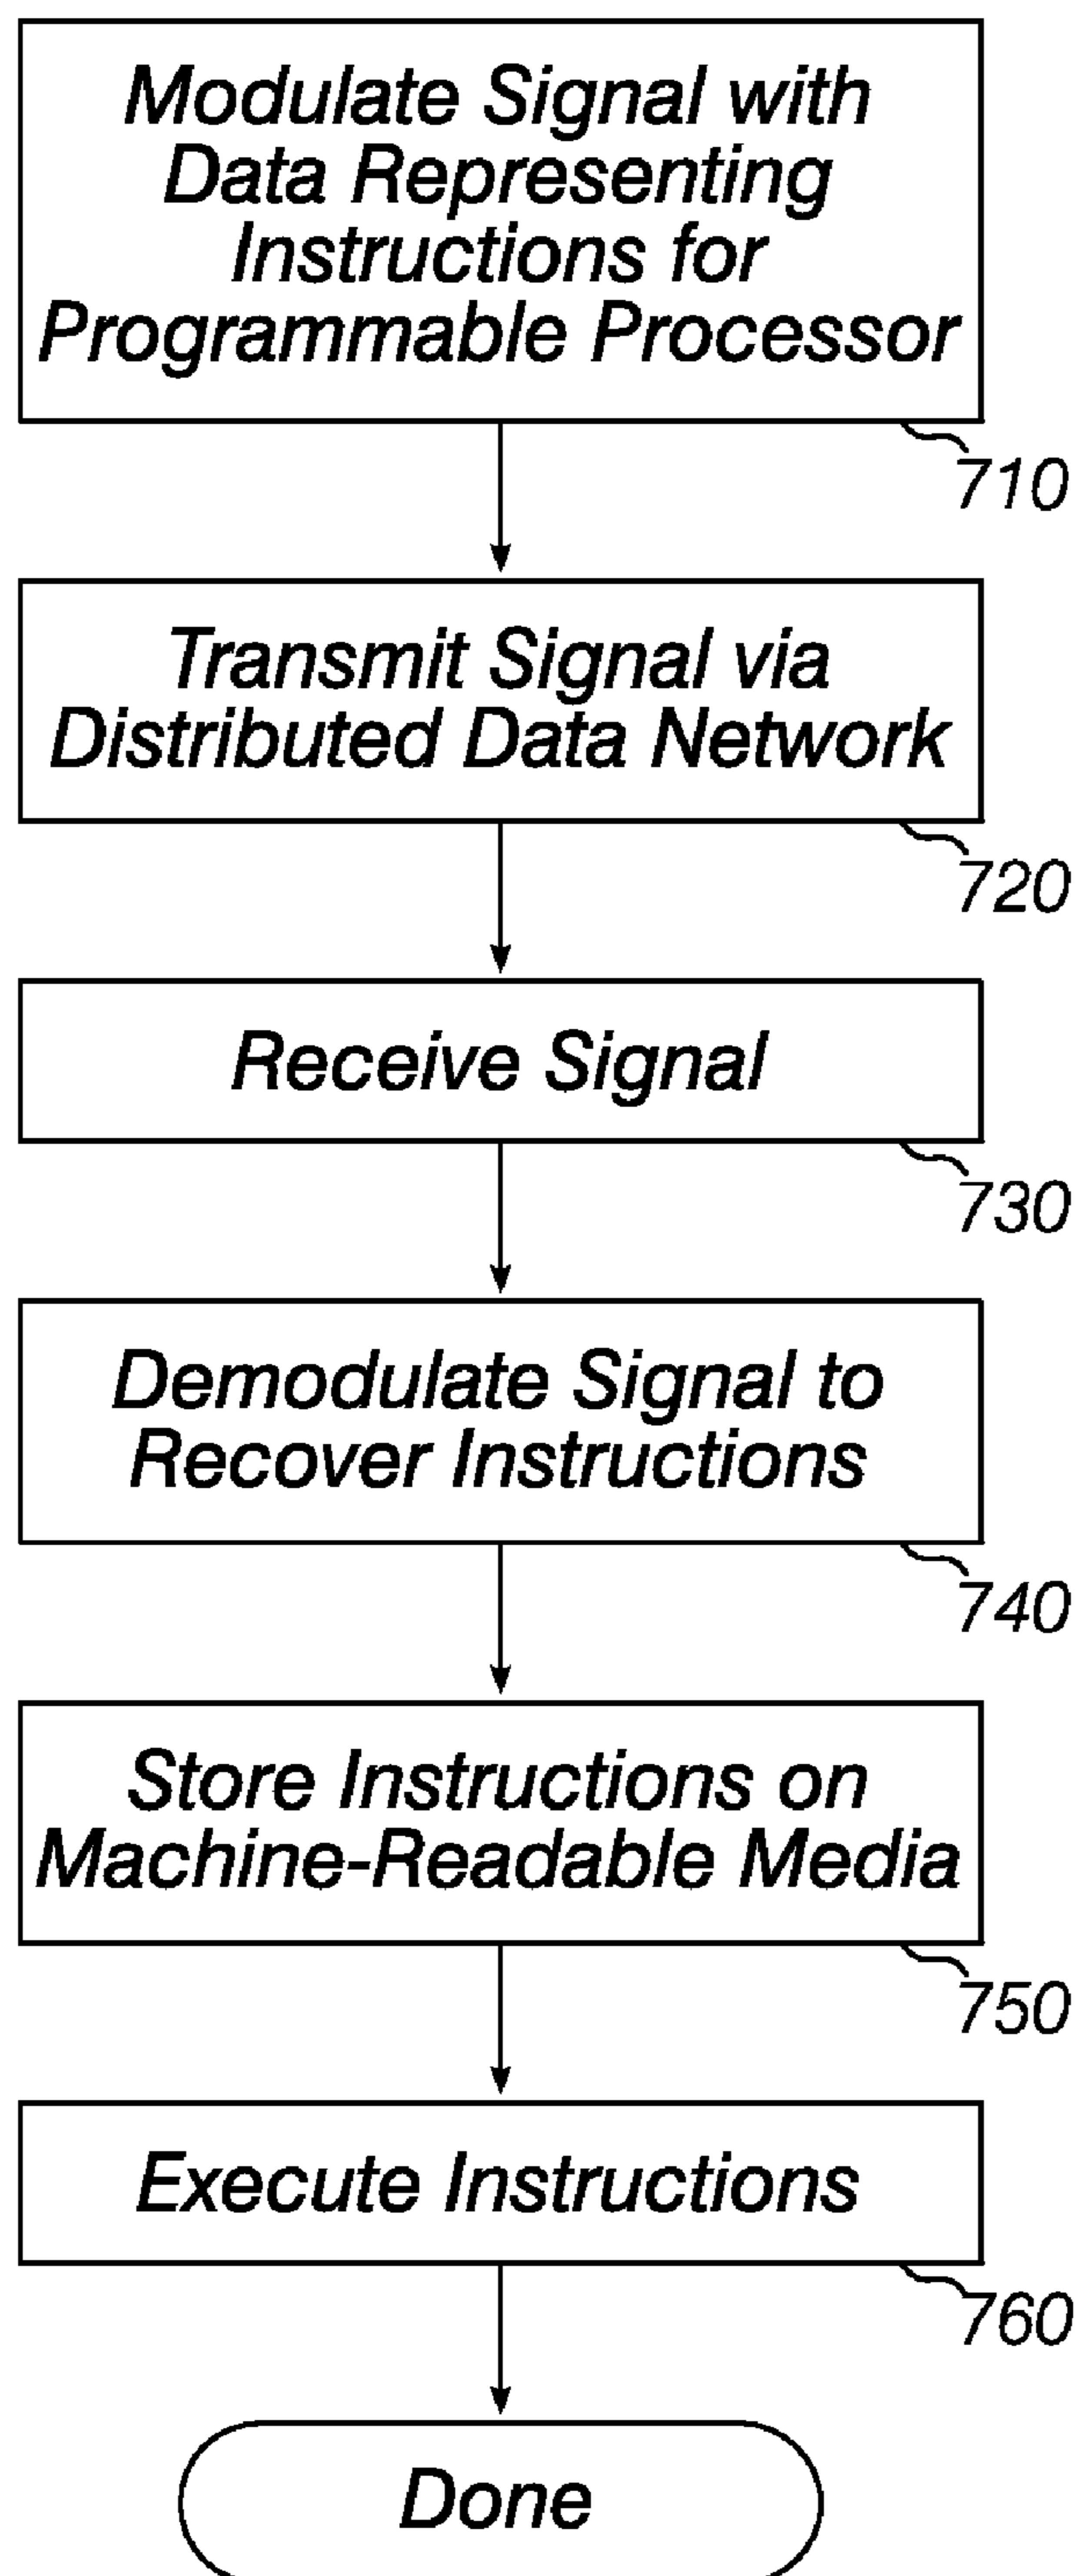 Modulate Signal with
Data Representing
Instructions for
Programmable Processor
710
Transmit Signal via
Distributed Data Network
720
Receive Signal
730
Demodulate Signal to
Recover Instructions
740
Store Instructions on
Machine-Readable Media
750
Execute Instructions
760
Done